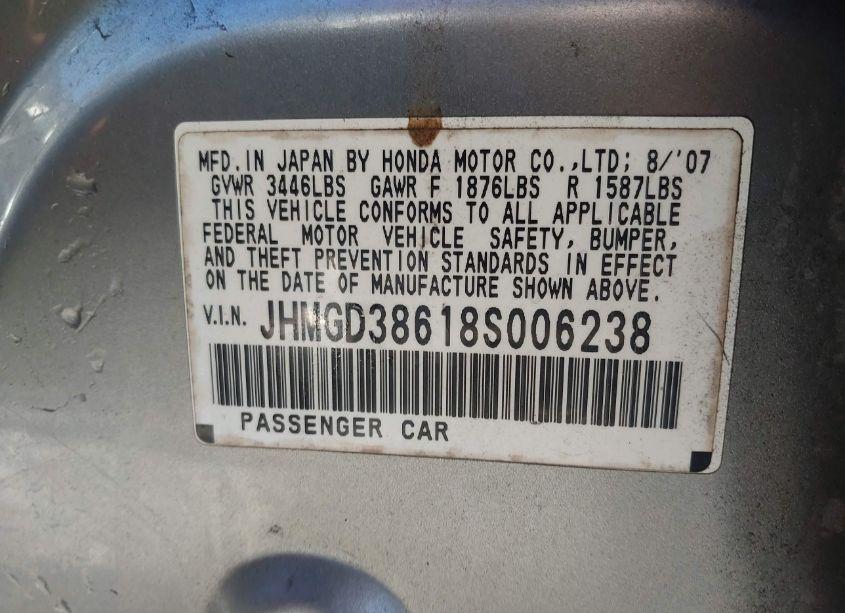 MFD. IN JAPAN BY HONDA MOTOR CO.,LTD; 8/'07
GVWR 3446LBS GAWR F 1876LBS R 1587LBS
THIS VEHICLE CONFORMS TO ALL APPLICABLE
FEDERAL MOTOR VEHICLE SAFETY, BUMPER,
AND THEFT PREVENTION STANDARDS IN EFFECT
ON THE DATE OF MANUFACTURE SHOWN ABOVE.
V.I.N. JHMGD38618S006238
PASSENGER CAR